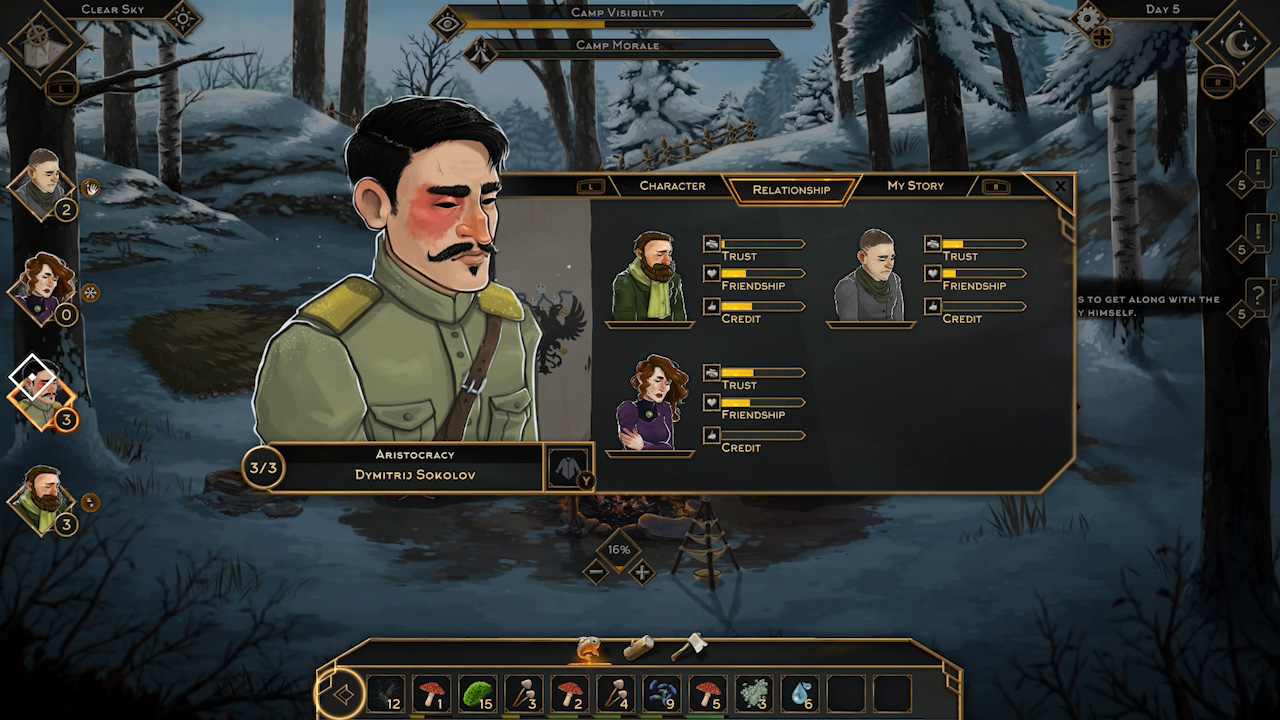 Clear Sky
Camp Visibility
Day 5
Camp Morale
L
R
L
Character
Relationship
My Story
R
X
2
0
3
3
5
5
5
Trust
Friendship
Credit
Trust
Friendship
Credit
S TO GET ALONG WITH THE
Y HIMSELF.
Trust
Friendship
Credit
3/3
Aristocracy
Dymitrij Sokolov
Y
16%
12
1
15
3
2
4
9
5
3
6